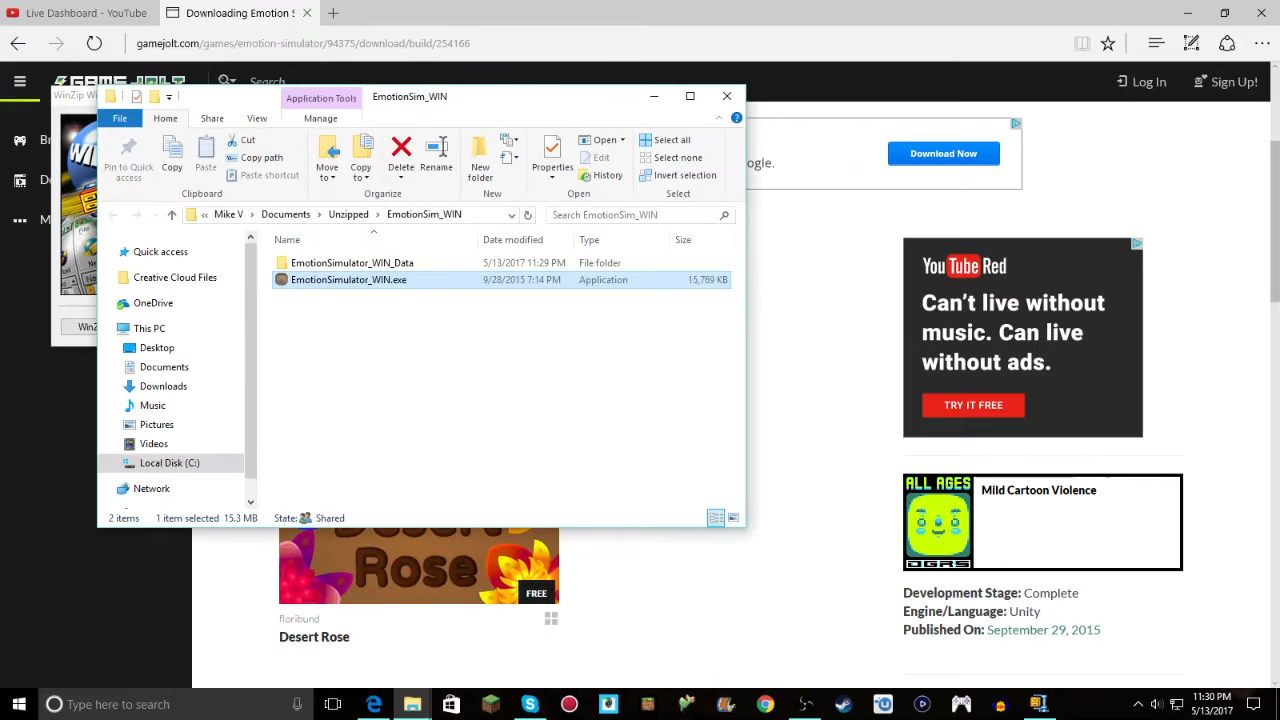 Live Dashboard - YouTube
Downloading Emotion S
gamejolt.com/games/emotion-simulator/94375/download/build/254166
Search
Log In
Sign Up!
WinZip Wi
Application Tools
EmotionSim_WIN
File
Home
Share
View
Manage
Pin to Quick access
Copy
Paste
Cut
Copy path
Paste shortcut
Move to
Copy to
Delete
Rename
New folder
Properties
Open
Edit
History
Select all
Select none
Invert selection
Clipboard
Organize
New
Open
Select
ogle.
Download Now
« Mike V > Documents > Unzipped > EmotionSim_WIN
Search EmotionSim_WIN
Name
Date modified
Type
Size
EmotionSimulator_WIN_Data
5/13/2017 11:29 PM
File folder
EmotionSimulator_WIN.exe
9/28/2015 7:14 PM
Application
15,769 KB
Quick access
Creative Cloud Files
OneDrive
This PC
Desktop
Documents
Downloads
Music
Pictures
Videos
Local Disk (C:)
Network
2 items
1 item selected 15.3 MB
State:
Shared
WinZ
YouTube Red
Can't live without
music. Can live
without ads.
TRY IT FREE
ALL AGES
DGRS
Mild Cartoon Violence
Development Stage: Complete
Engine/Language: Unity
Published On: September 29, 2015
Desert
Rose
FREE
floribund
Desert Rose
Type here to search
11:30 PM
5/13/2017